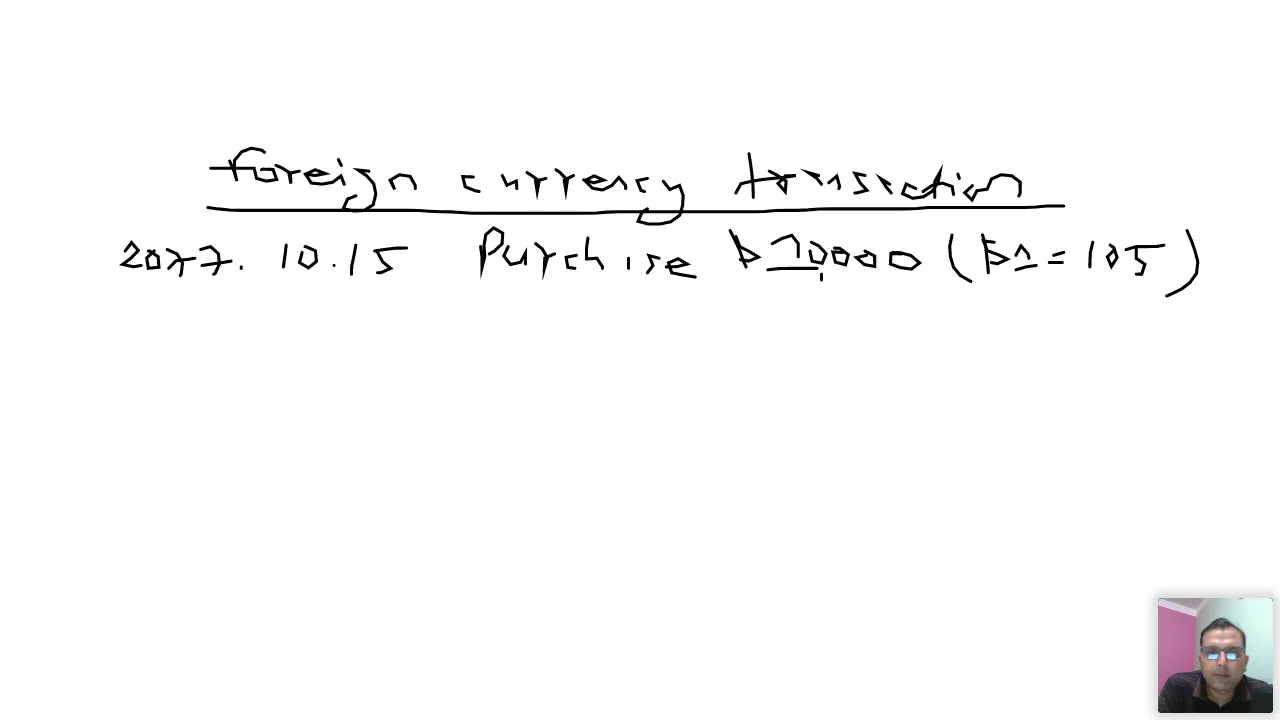 foreign currency transaction
2077. 10.15 Purchase $ 10000 ($1 = 105)